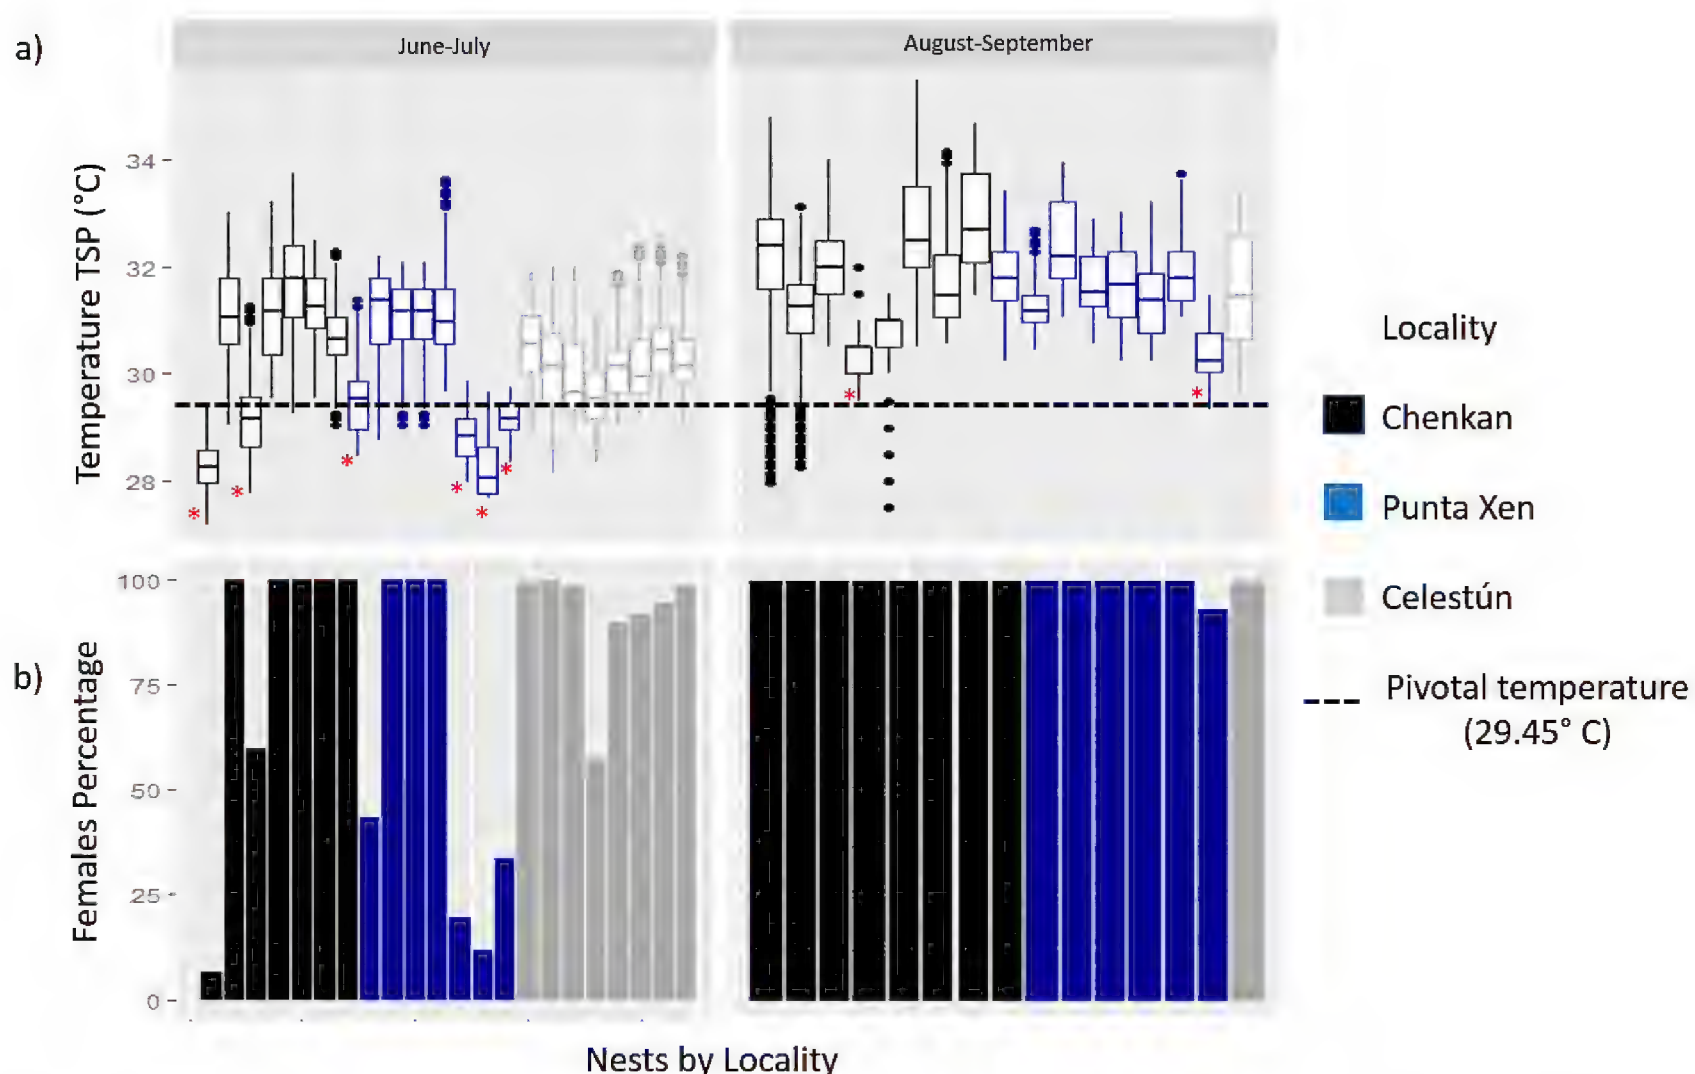 a)
June-July
August-September
Temperature TSP (°C)
34
32
30
28
*
*
*
*
*
*
*
*
b)
Females Percentage
100
75
50
25
0
Nests by Locality
Locality
Chenkan
Punta Xen
Celestún
Pivotal temperature
(29.45° C)